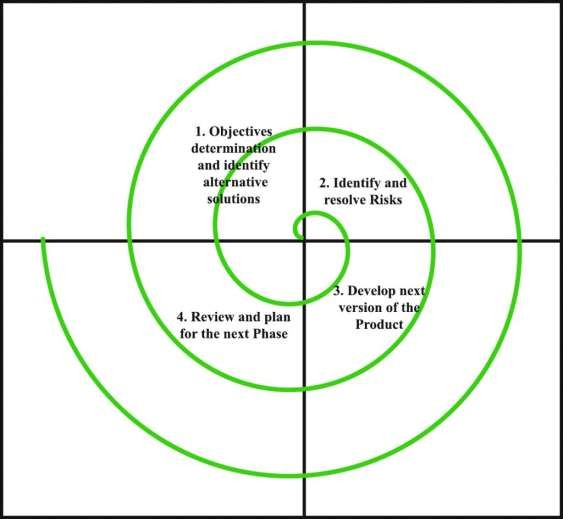 1. Objectives
determination
and identify
alternative
solutions
2. Identify and
resolve Risks
3. Develop next
version of the
Product
4. Review and plan
for the next Phase